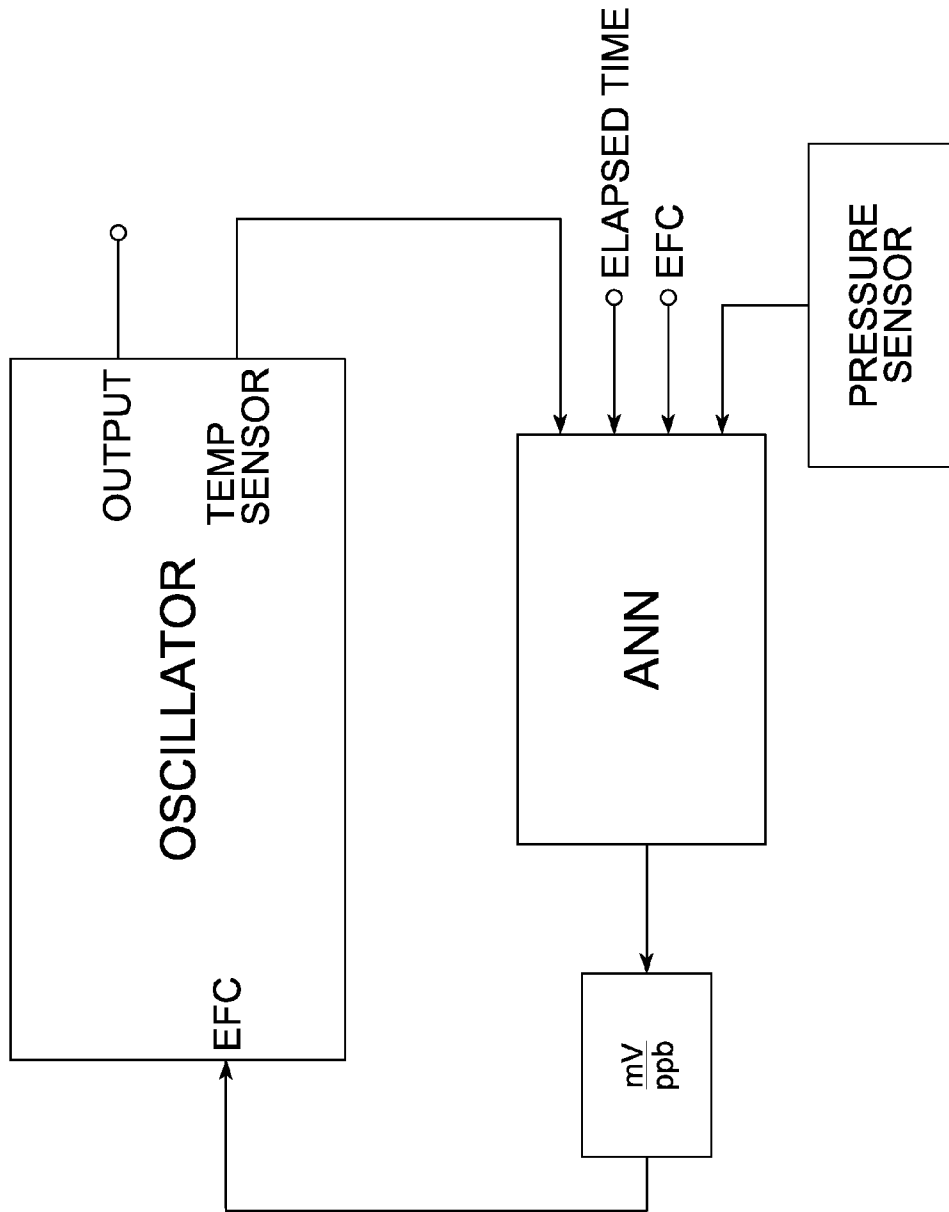 OSCILLATOR
OUTPUT
TEMP
SENSOR
EFC
ELAPSED TIME
EFC
ANN
mV
ppb
PRESSURE
SENSOR